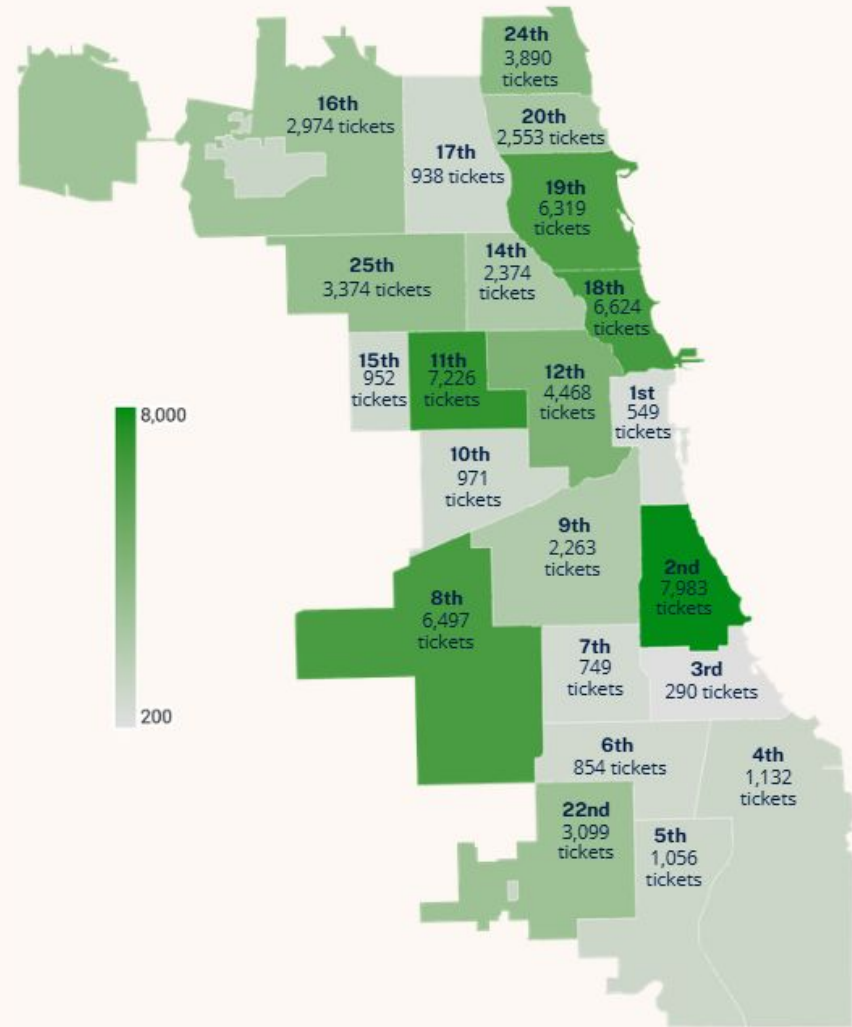 24th
3,890
tickets
16th
2,974 tickets
20th
2,553 tickets
17th
938 tickets
19th
6,319
tickets
14th
2,374
tickets
25th
3,374 tickets
18th
6,624
tickets
15th
952
tickets
11th
7,226
tickets
12th
4,468
tickets
1st
549
tickets
8,000
200
10th
971
tickets
9th
2,263
tickets
2nd
7,983
tickets
8th
6,497
tickets
7th
749
tickets
3rd
290 tickets
6th
854 tickets
4th
1,132
tickets
22nd
3,099
tickets
5th
1,056
tickets